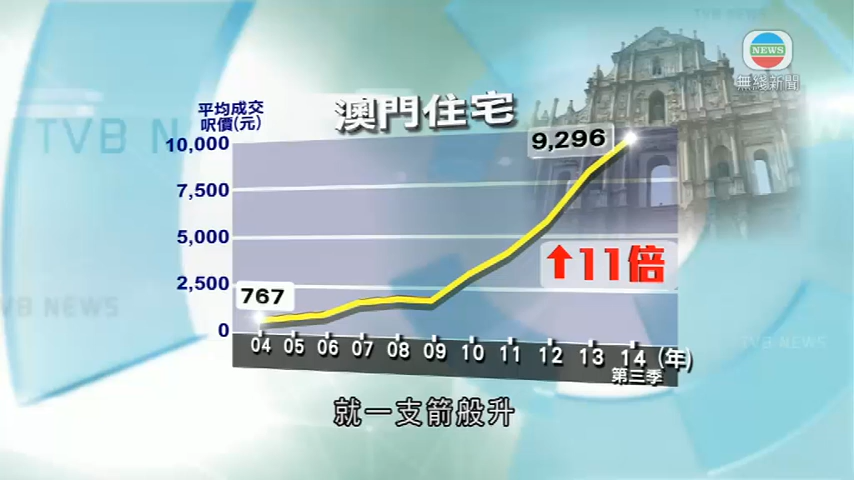 TVB NEWS
NEWS
無綫新聞
TVB NEWS
澳門住宅
平均成交
呎價(元)
10,000
7,500
5,000
2,500
0
9,296
767
↑11倍
04 05 06 07 08 09 10 11 12 13 14 (年)
第三季
VB NEWS
TVB NEWS
就一支箭般升